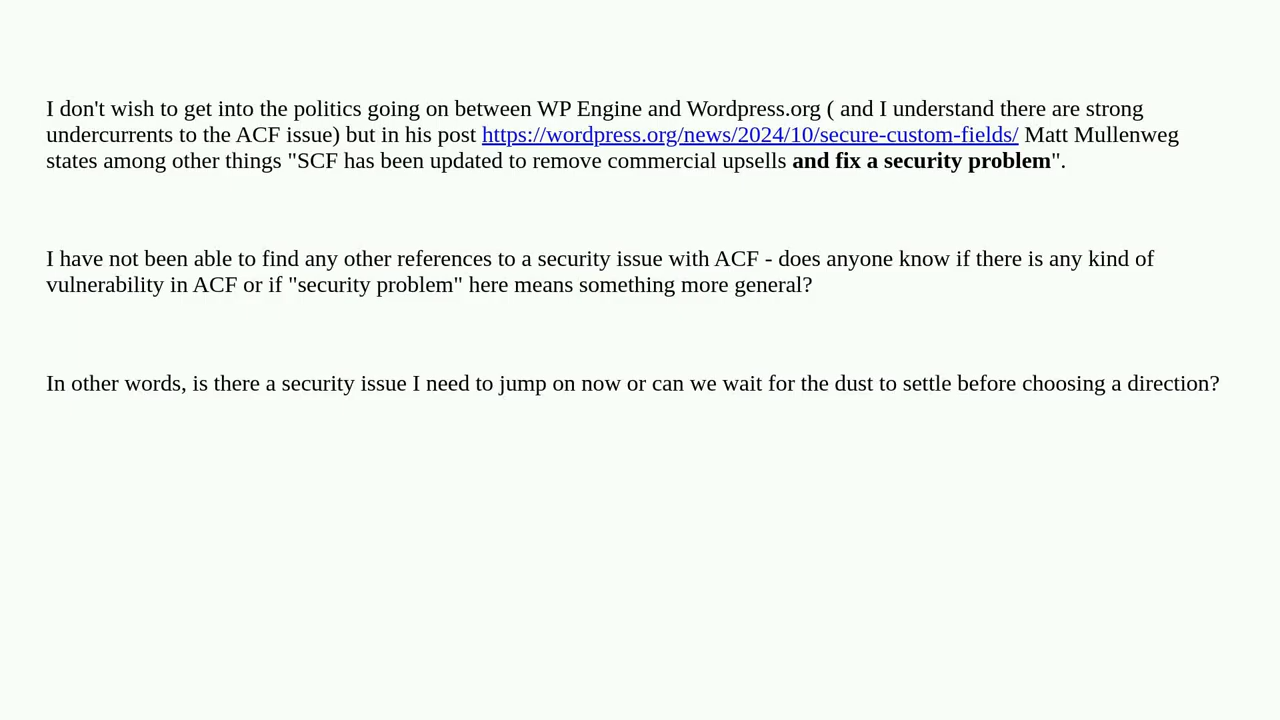 I don't wish to get into the politics going on between WP Engine and Wordpress.org ( and I understand there are strong
undercurrents to the ACF issue) but in his post https://wordpress.org/news/2024/10/secure-custom-fields/ Matt Mullenweg
states among other things "SCF has been updated to remove commercial upsells and fix a security problem".
I have not been able to find any other references to a security issue with ACF - does anyone know if there is any kind of
vulnerability in ACF or if "security problem" here means something more general?
In other words, is there a security issue I need to jump on now or can we wait for the dust to settle before choosing a direction?